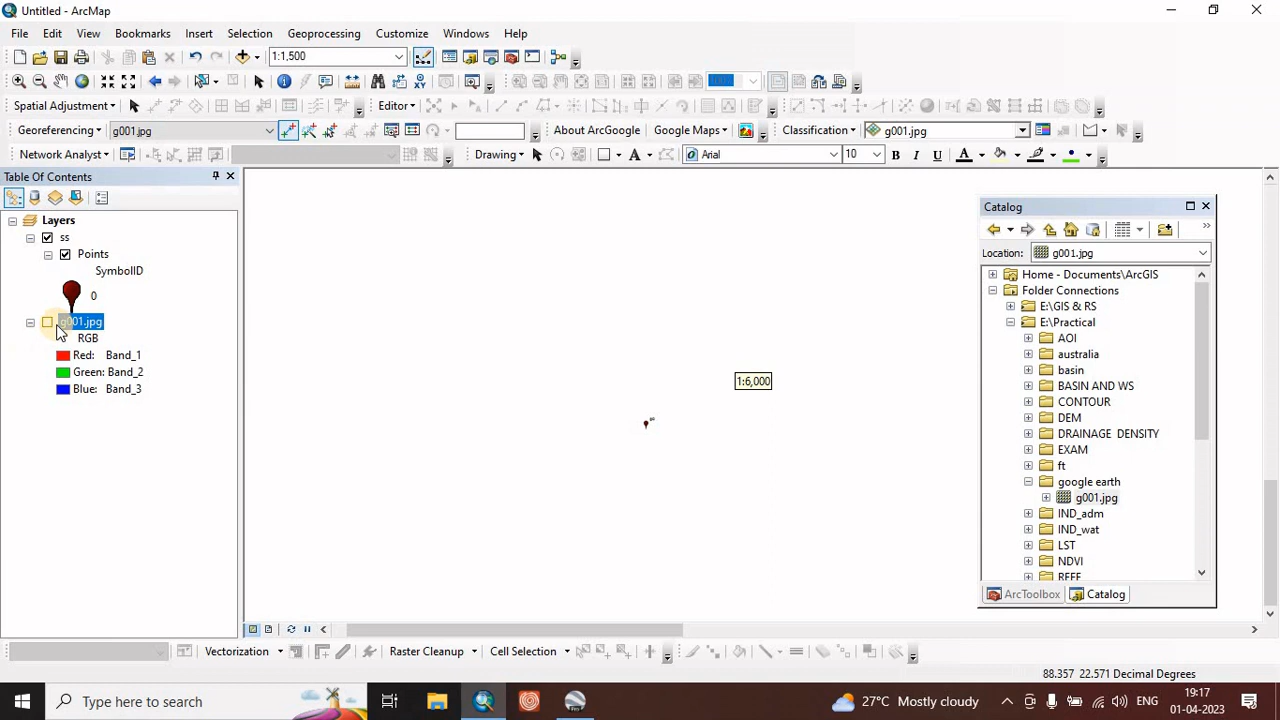 Untitled - ArcMap
File Edit View Bookmarks Insert Selection Geoprocessing Customize Windows Help
1:1,500
Spatial Adjustment Editor
Georeferencing g001.jpg About ArcGoogle Google Maps Classification g001.jpg
Network Analyst Drawing A Arial 10 B I U A
Table Of Contents
Layers
ss
Points
SymbolID
0
g001.jpg
RGB
Red: Band_1
Green: Band_2
Blue: Band_3
1:6,000
Catalog
Location: g001.jpg
Home - Documents\ArcGIS
Folder Connections
E:\GIS & RS
E:\Practical
AOI
australia
basin
BASIN AND WS
CONTOUR
DEM
DRAINAGE DENSITY
EXAM
ft
google earth
g001.jpg
IND_adm
IND_wat
LST
NDVI
ArcToolbox Catalog
Vectorization Raster Cleanup Cell Selection
88.357 22.571 Decimal Degrees
Type here to search
27°C Mostly cloudy
ENG
19:17
01-04-2023